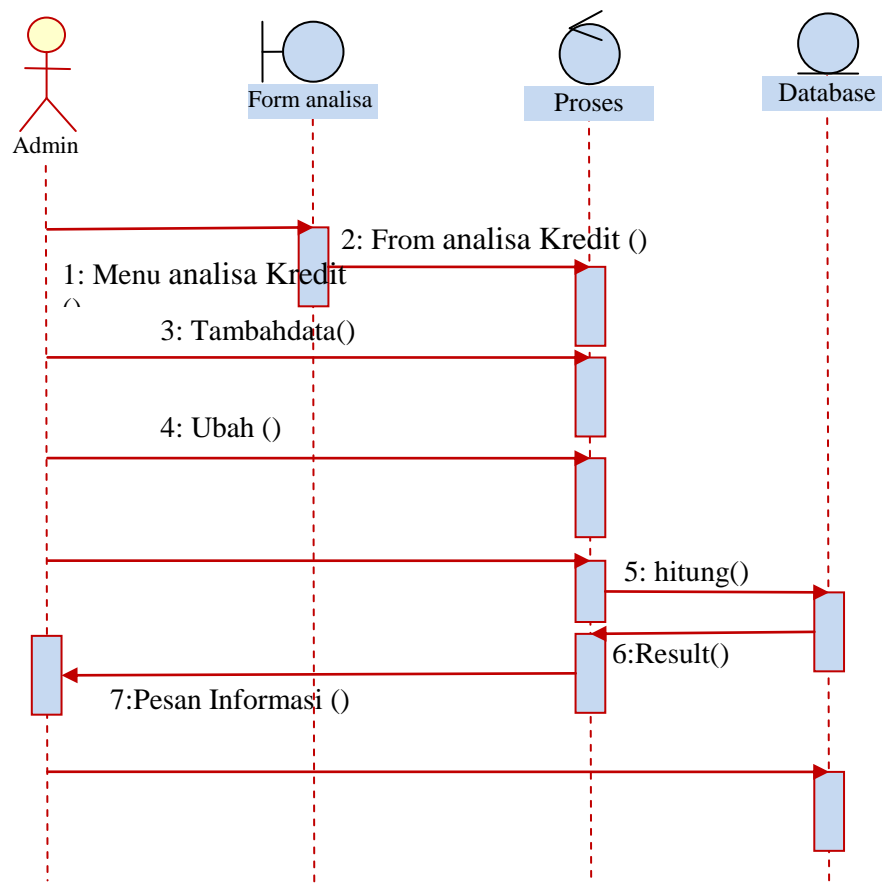 Admin
Form analisa
Proses
Database
2: From analisa Kredit ()
1: Menu analisa Kredit
()
3: Tambahdata()
4: Ubah ()
5: hitung()
6:Result()
7:Pesan Informasi ()